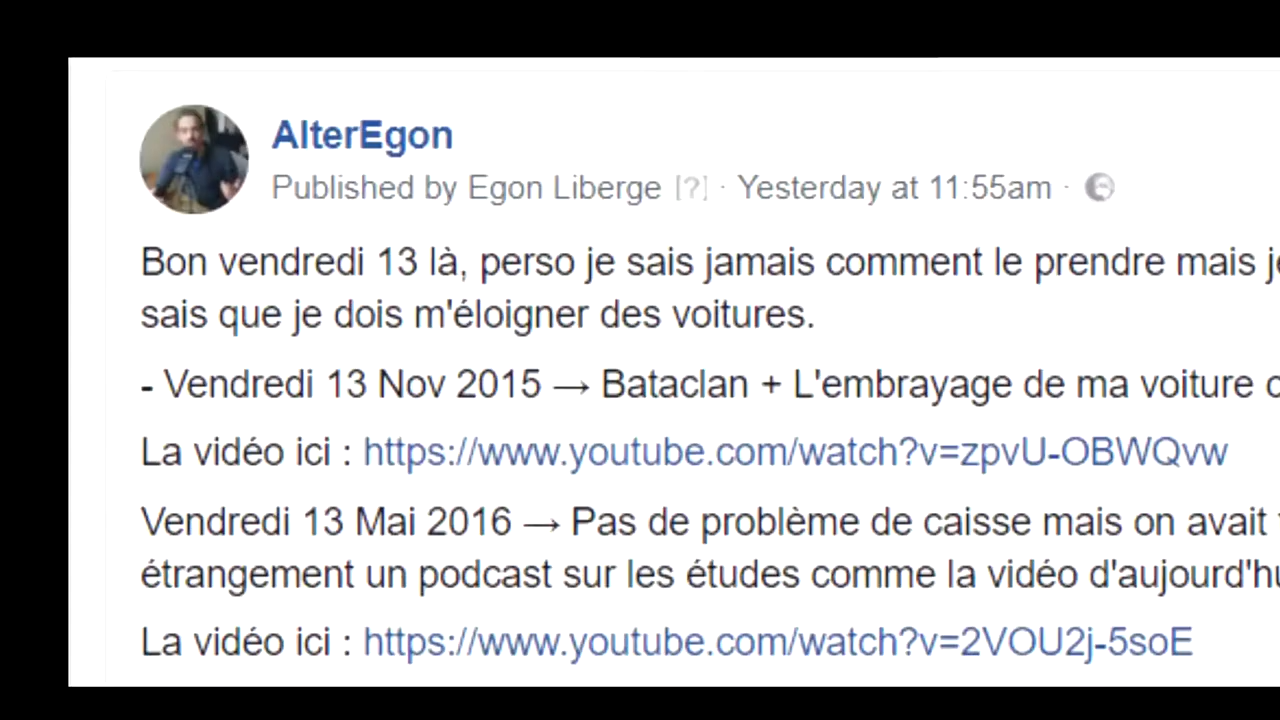 AlterEgon
Published by Egon Liberge [?] · Yesterday at 11:55am ·
Bon vendredi 13 là, perso je sais jamais comment le prendre mais
sais que je dois m'éloigner des voitures.
- Vendredi 13 Nov 2015 → Bataclan + L'embrayage de ma voiture
La vidéo ici : https://www.youtube.com/watch?v=zpvU-OBWQvw
Vendredi 13 Mai 2016 → Pas de problème de caisse mais on avait
étrangement un podcast sur les études comme la vidéo
La vidéo ici : https://www.youtube.com/watch?v=2VOU2j-5soE